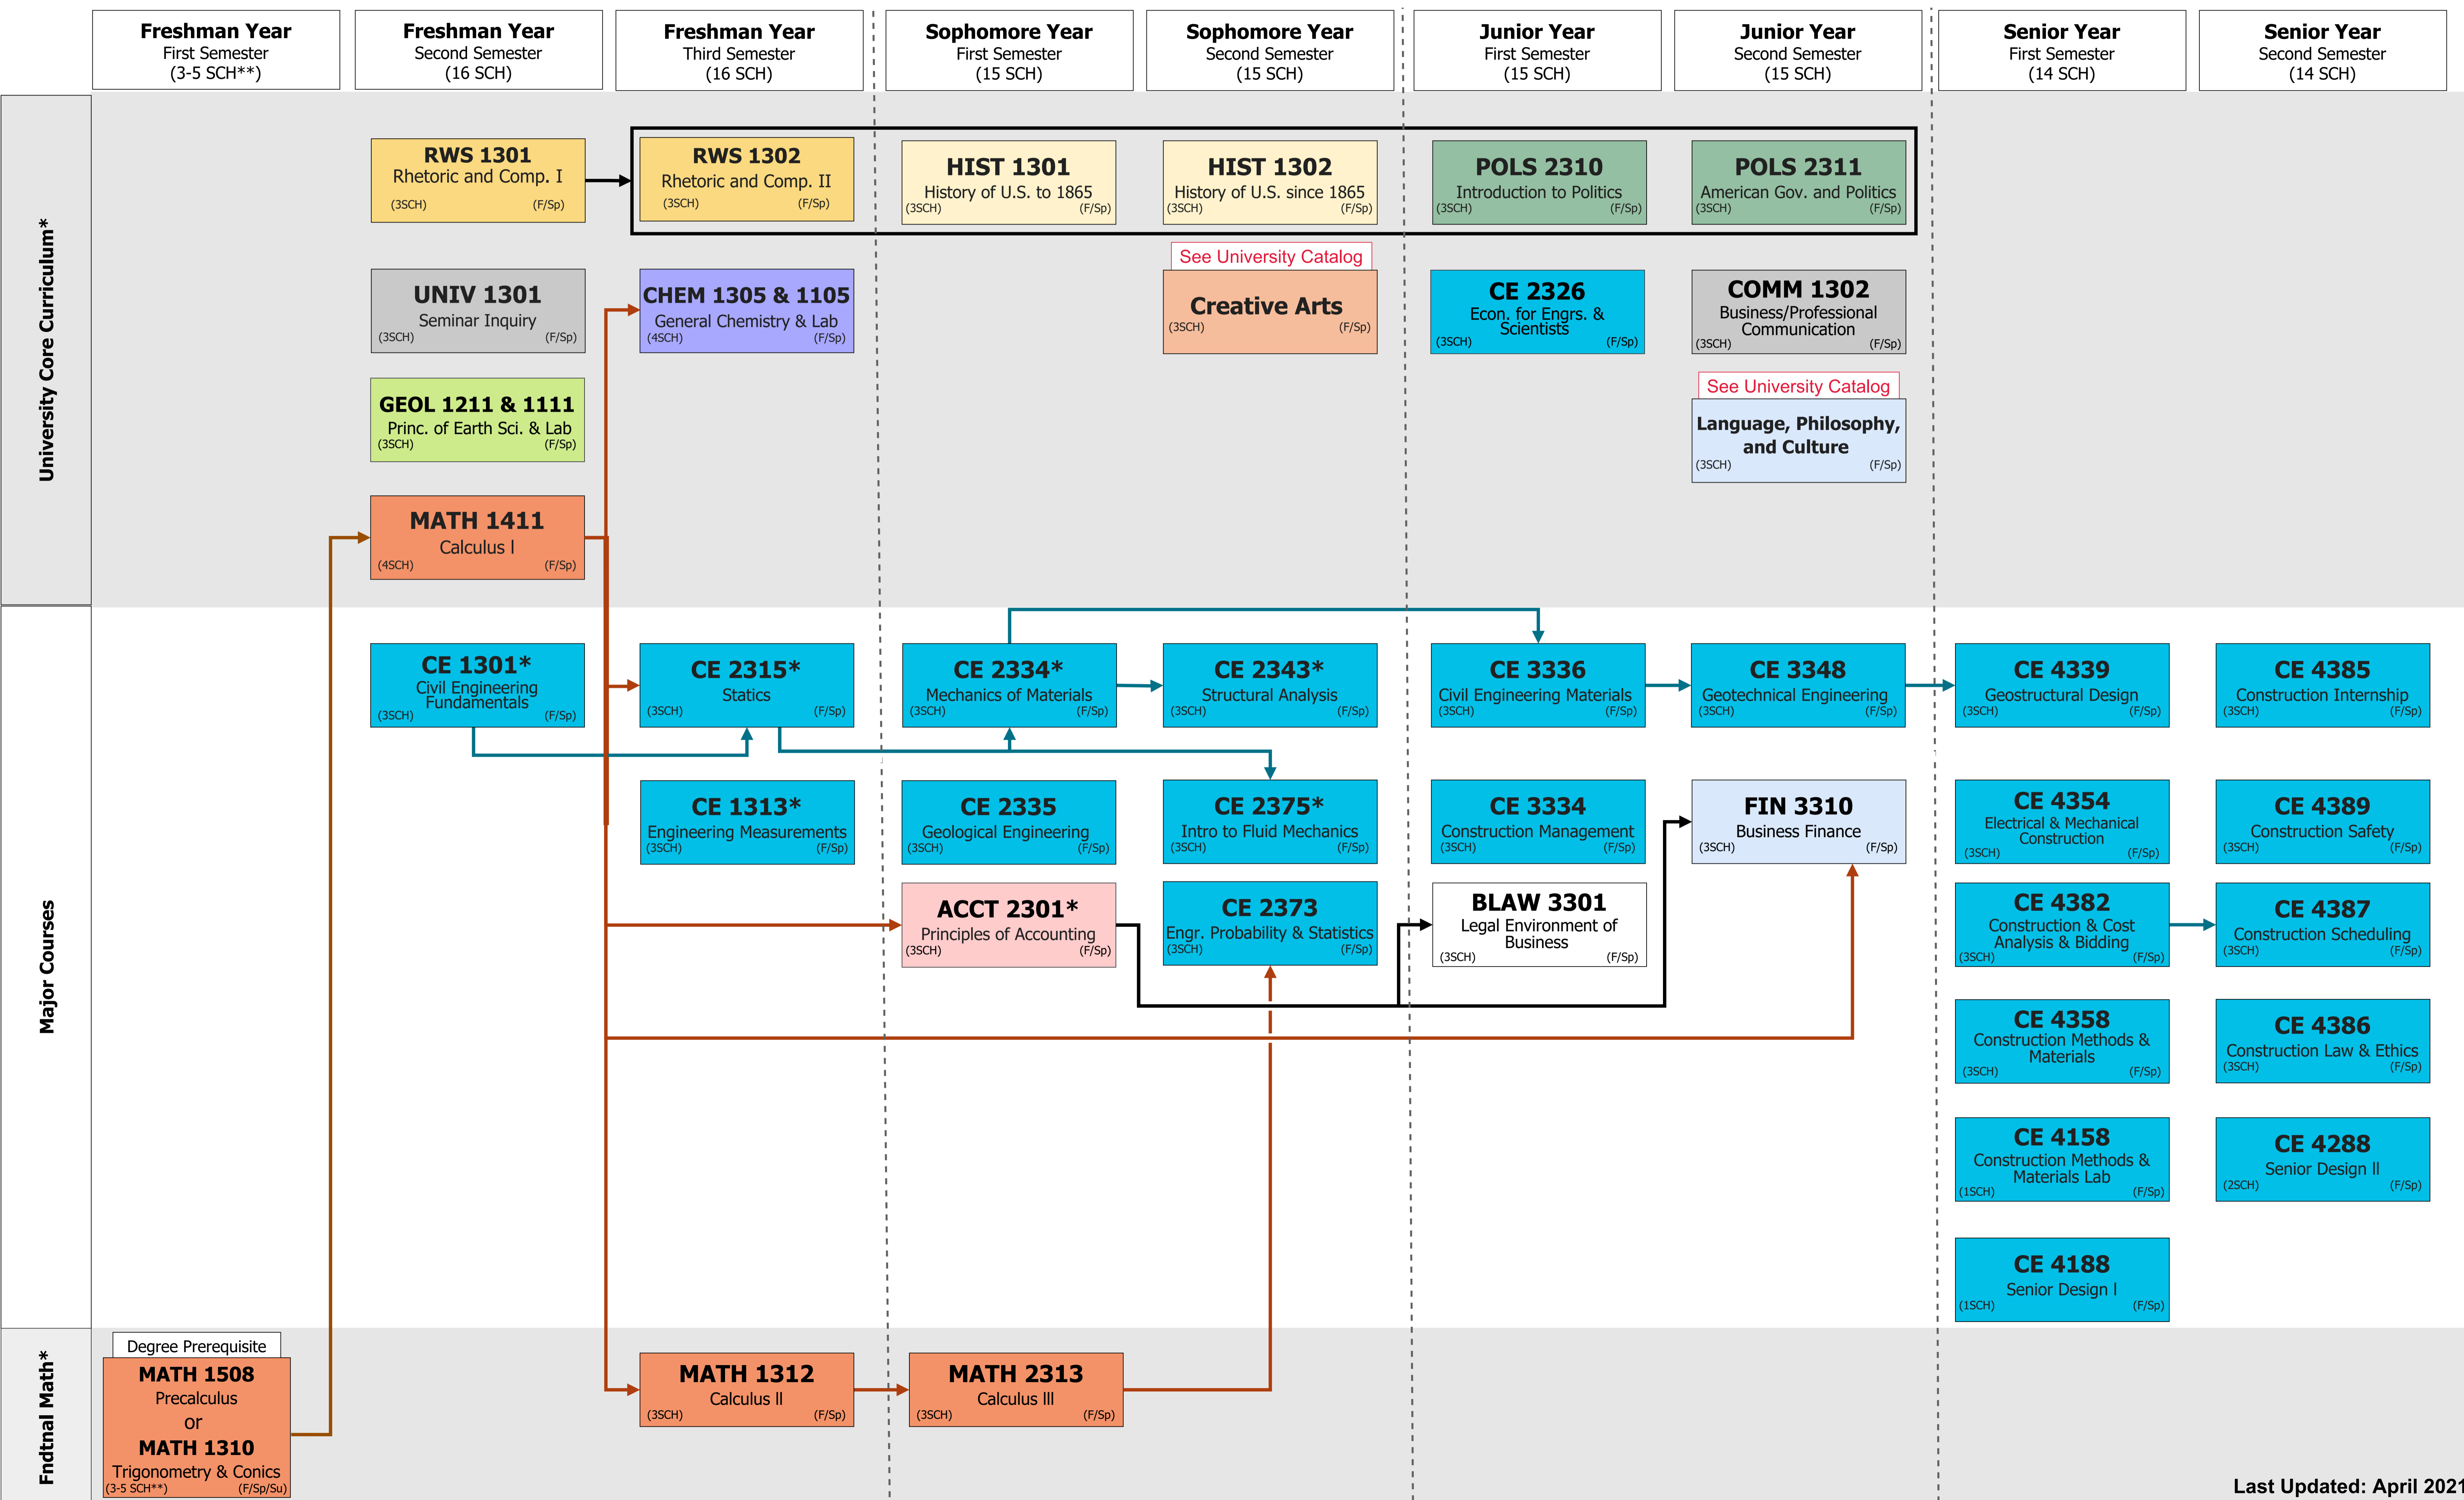 Freshman Year
First Semester
(3-5 SCH**)
Freshman Year
Second Semester
(16 SCH)
Freshman Year
Third Semester
(16 SCH)
Sophomore Year
First Semester
(15 SCH)
Sophomore Year
Second Semester
(15 SCH)
Junior Year
First Semester
(15 SCH)
Junior Year
Second Semester
(15 SCH)
Senior Year
First Semester
(14 SCH)
Senior Year
Second Semester
(14 SCH)
University Core Curriculum*
RWS 1301
Rhetoric and Comp. I
(3SCH) (F/Sp)
RWS 1302
Rhetoric and Comp. II
(3SCH) (F/Sp)
HIST 1301
History of U.S. to 1865
(3SCH) (F/Sp)
HIST 1302
History of U.S. since 1865
(3SCH) (F/Sp)
POLS 2310
Introduction to Politics
(3SCH) (F/Sp)
POLS 2311
American Gov. and Politics
(3SCH) (F/Sp)
UNIV 1301
Seminar Inquiry
(3SCH) (F/Sp)
CHEM 1305 & 1105
General Chemistry & Lab
(4SCH) (F/Sp)
See University Catalog
Creative Arts
(3SCH) (F/Sp)
CE 2326
Econ. for Engrs. &
Scientists
(3SCH) (F/Sp)
COMM 1302
Business/Professional
Communication
(3SCH) (F/Sp)
GEOL 1211 & 1111
Princ. of Earth Sci. & Lab
(3SCH) (F/Sp)
See University Catalog
Language, Philosophy,
and Culture
(3SCH) (F/Sp)
MATH 1411
Calculus I
(4SCH) (F/Sp)
Major Courses
CE 1301*
Civil Engineering
Fundamentals
(3SCH) (F/Sp)
CE 2315*
Statics
(3SCH) (F/Sp)
CE 2334*
Mechanics of Materials
(3SCH) (F/Sp)
CE 2343*
Structural Analysis
(3SCH) (F/Sp)
CE 3336
Civil Engineering Materials
(3SCH) (F/Sp)
CE 3348
Geotechnical Engineering
(3SCH) (F/Sp)
CE 4339
Geostructural Design
(3SCH) (F/Sp)
CE 4385
Construction Internship
(3SCH) (F/Sp)
CE 1313*
Engineering Measurements
(3SCH) (F/Sp)
CE 2335
Geological Engineering
(3SCH) (F/Sp)
CE 2375*
Intro to Fluid Mechanics
(3SCH) (F/Sp)
CE 3334
Construction Management
(3SCH) (F/Sp)
FIN 3310
Business Finance
(3SCH) (F/Sp)
CE 4354
Electrical & Mechanical
Construction
(3SCH) (F/Sp)
CE 4389
Construction Safety
(3SCH) (F/Sp)
ACCT 2301*
Principles of Accounting
(3SCH) (F/Sp)
CE 2373
Engr. Probability & Statistics
(3SCH) (F/Sp)
BLAW 3301
Legal Environment of
Business
(3SCH) (F/Sp)
CE 4382
Construction & Cost
Analysis & Bidding
(3SCH) (F/Sp)
CE 4387
Construction Scheduling
(3SCH) (F/Sp)
CE 4358
Construction Methods &
Materials
(3SCH) (F/Sp)
CE 4386
Construction Law & Ethics
(3SCH) (F/Sp)
CE 4158
Construction Methods &
Materials Lab
(1SCH) (F/Sp)
CE 4288
Senior Design II
(2SCH) (F/Sp)
CE 4188
Senior Design I
(1SCH) (F/Sp)
Fndtnal Math*
Degree Prerequisite
MATH 1508
Precalculus
or
MATH 1310
Trigonometry & Conics
(3-5 SCH**) (F/Sp/Su)
MATH 1312
Calculus II
(3SCH) (F/Sp)
MATH 2313
Calculus III
(3SCH) (F/Sp)
Last Updated: April 2021